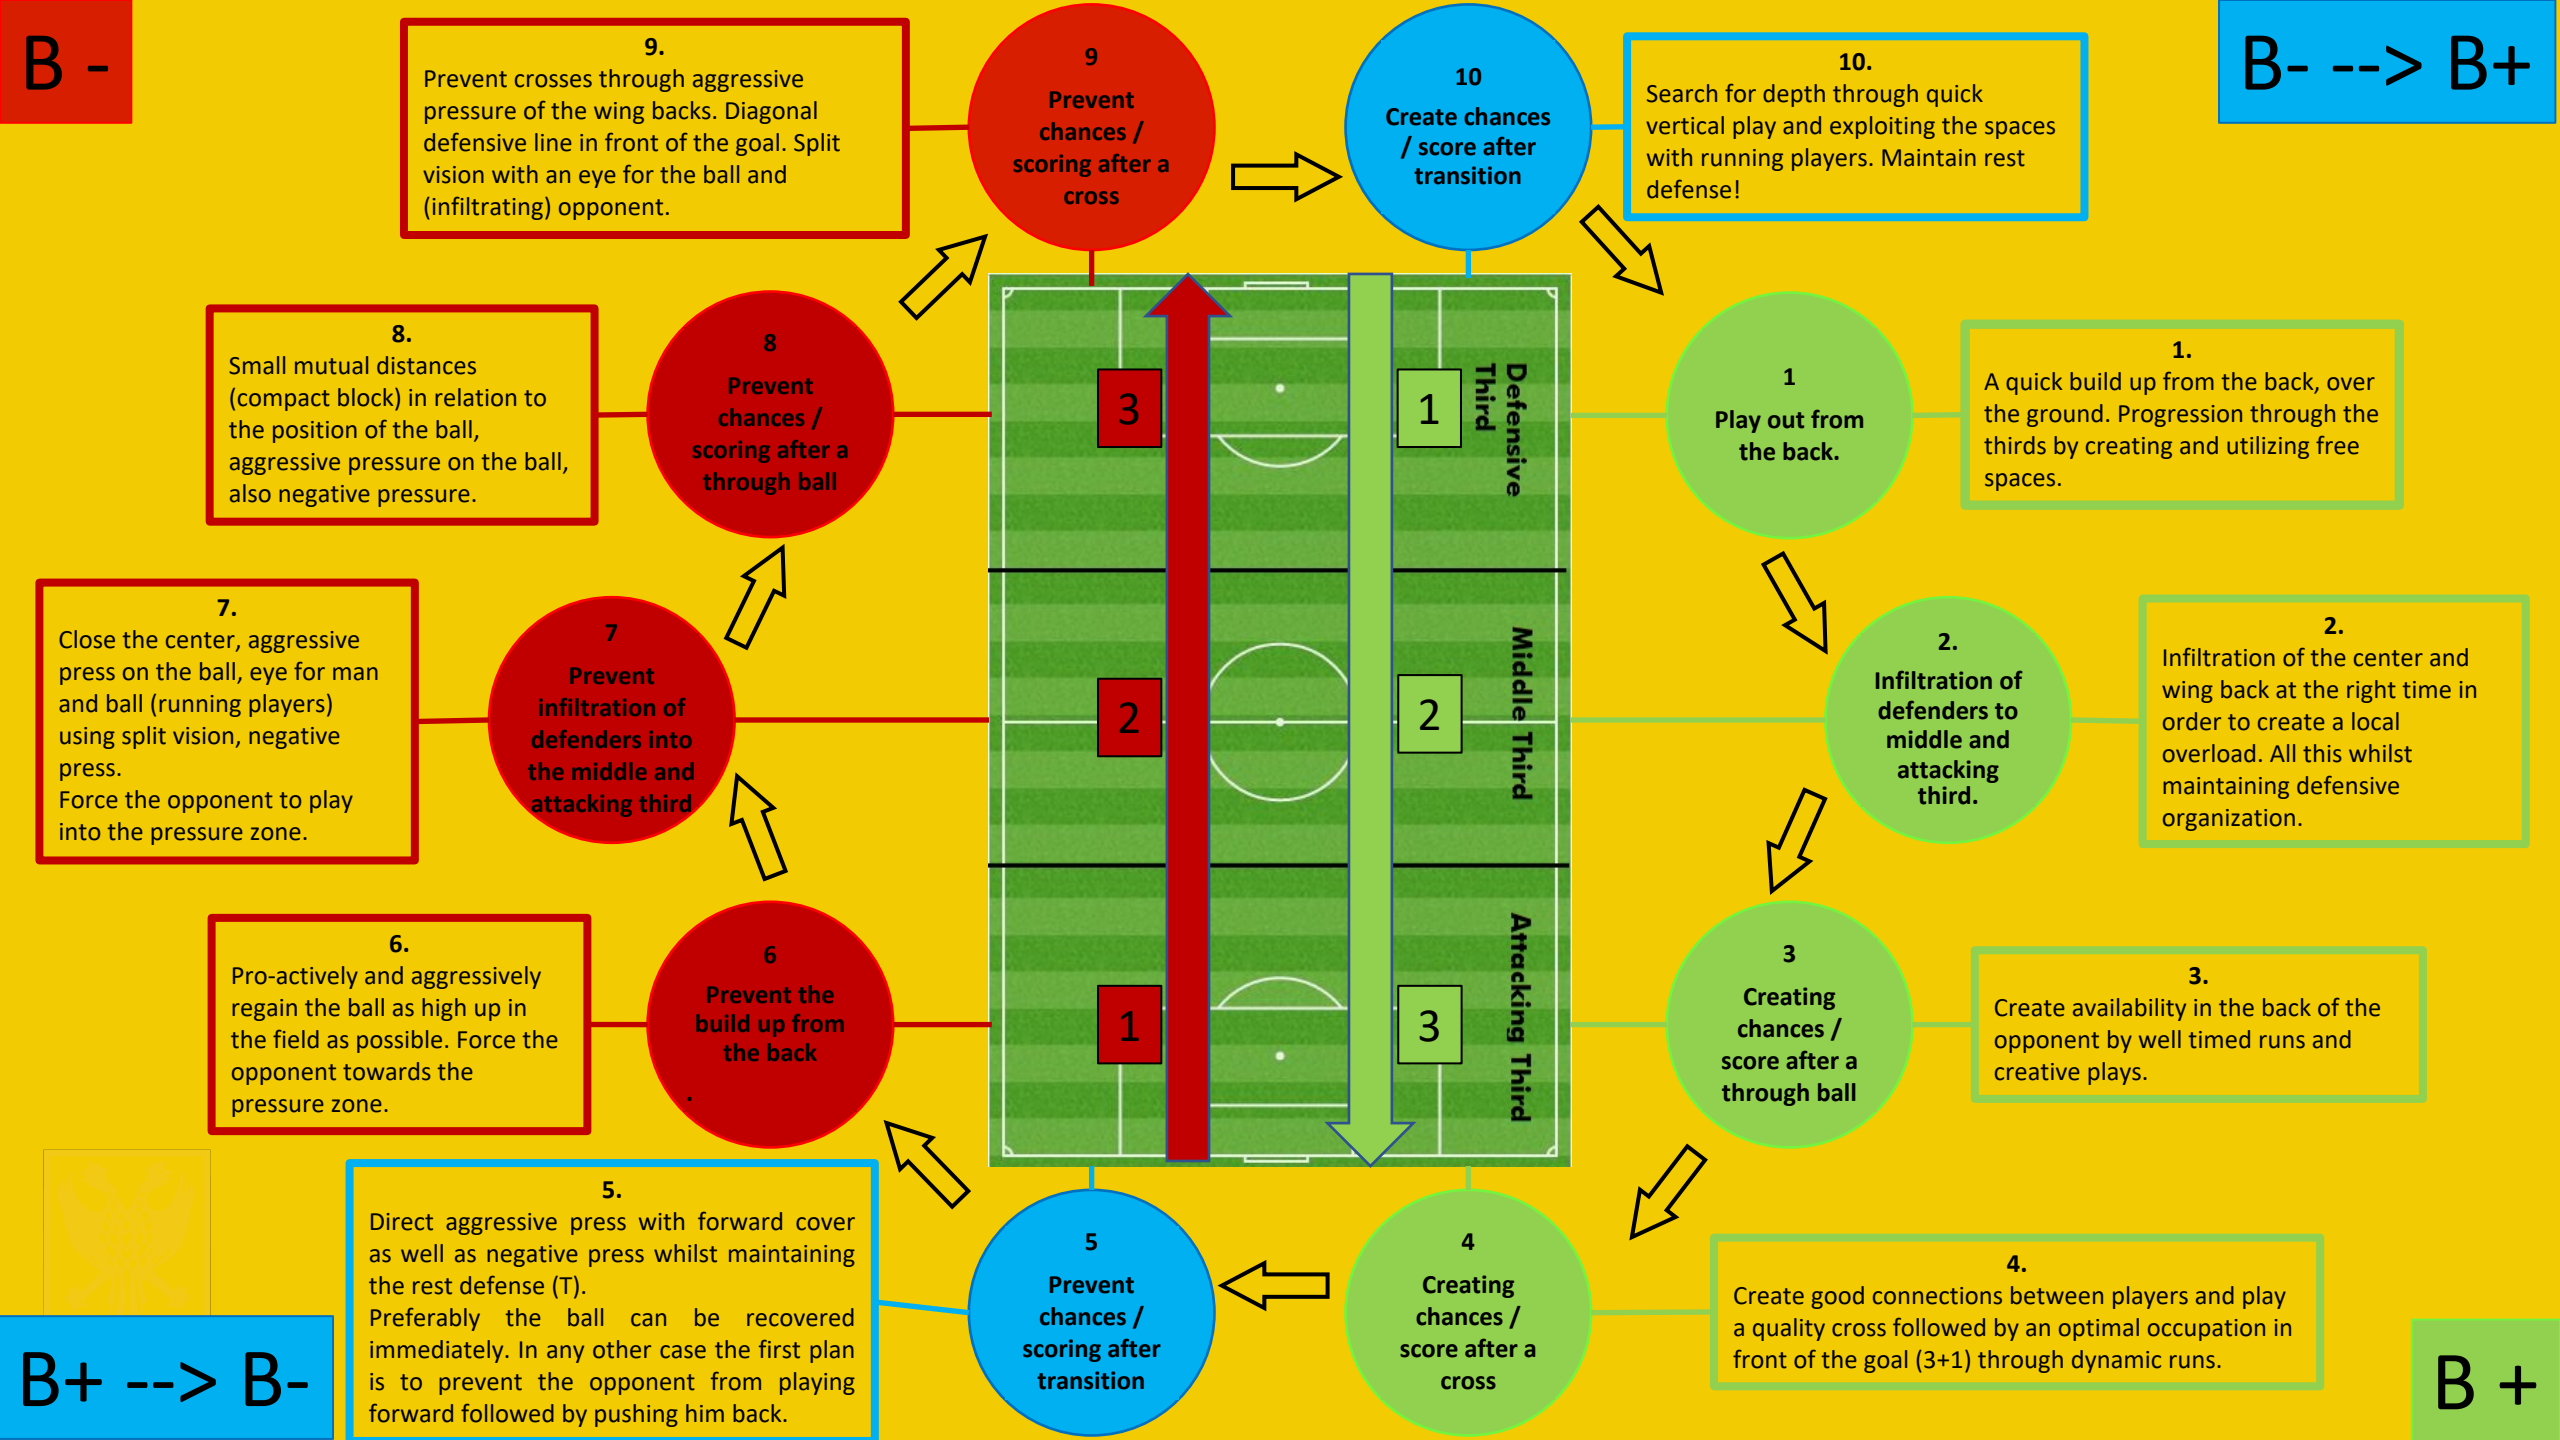 B -
9.
Prevent crosses through aggressive
pressure of the wing backs. Diagonal
defensive line in front of the goal. Split
vision with an eye for the ball and
(infiltrating) opponent.
9
Prevent
chances /
scoring after a
cross
10
Create chances
/ score after
transition
10.
Search for depth through quick
vertical play and exploiting the spaces
with running players. Maintain rest
defense!
B- --> B+
8.
Small mutual distances
(compact block) in relation to
the position of the ball,
aggressive pressure on the ball,
also negative pressure.
8
Prevent
chances /
scoring after a
through ball
3
1
Defensive
Third
1
Play out from
the back.
1.
A quick build up from the back, over
the ground. Progression through the
thirds by creating and utilizing free
spaces.
7.
Close the center, aggressive
press on the ball, eye for man
and ball (running players)
using split vision, negative
press.
Force the opponent to play
into the pressure zone.
7
Prevent
infiltration of
defenders into
the middle and
attacking third
2
2
Middle Third
2.
Infiltration of
defenders to
middle and
attacking
third.
2.
Infiltration of the center and
wing back at the right time in
order to create a local
overload. All this whilst
maintaining defensive
organization.
6.
Pro-actively and aggressively
regain the ball as high up in
the field as possible. Force the
opponent towards the
pressure zone.
6
Prevent the
build up from
the back
.
1
3
Attacking Third
3
Creating
chances /
score after a
through ball
3.
Create availability in the back of the
opponent by well timed runs and
creative plays.
B+ --> B-
5.
Direct aggressive press with forward cover
as well as negative press whilst maintaining
the rest defense (T).
Preferably the ball can be recovered
immediately. In any other case the first plan
is to prevent the opponent from playing
forward followed by pushing him back.
5
Prevent
chances /
scoring after
transition
4
Creating
chances /
score after a
cross
4.
Create good connections between players and play
a quality cross followed by an optimal occupation in
front of the goal (3+1) through dynamic runs.
B +